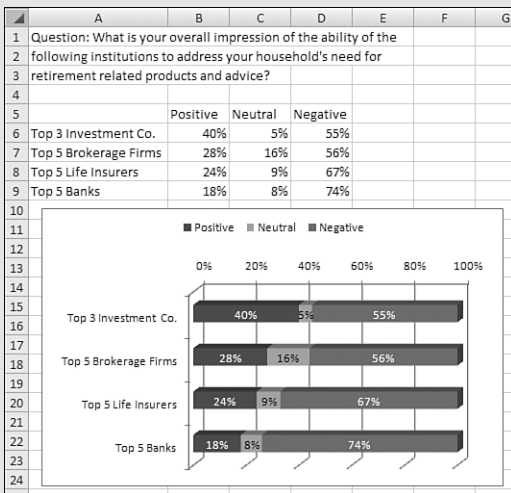 A B C D E F G
1 Question: What is your overall impression of the ability of the
2 following institutions to address your household's need for
3 retirement related products and advice?
4
5 Positive Neutral Negative
6 Top 3 Investment Co. 40% 5% 55%
7 Top 5 Brokerage Firms 28% 16% 56%
8 Top 5 Life Insurers 24% 9% 67%
9 Top 5 Banks 18% 8% 74%
10
11 Positive Neutral Negative
12
13 0% 20% 40% 60% 80% 100%
14
15
Top 3 Investment Co. 40% 5% 55%
16
17
18 Top 5 Brokerage Firms 28% 16% 56%
19
20 Top 5 Life Insurers 24% 9% 67%
21
22 Top 5 Banks 18% 8% 74%
23
24